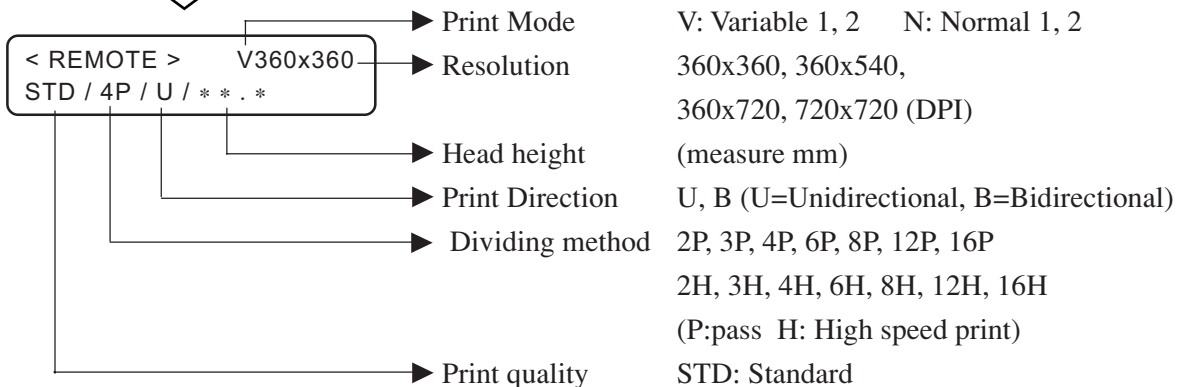 Print Mode V: Variable 1, 2 N: Normal 1, 2
< REMOTE > V360x360
STD / 4P / U / * * . *
Resolution 360x360, 360x540,
360x720, 720x720 (DPI)
Head height (measure mm)
Print Direction U, B (U=Unidirectional, B=Bidirectional)
Dividing method 2P, 3P, 4P, 6P, 8P, 12P, 16P
2H, 3H, 4H, 6H, 8H, 12H, 16H
(P:pass H: High speed print)
Print quality STD: Standard